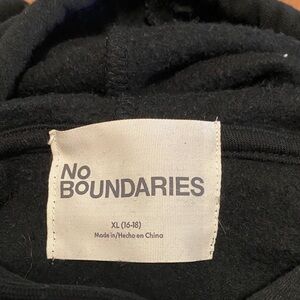 No
BOUNDARIES
XL (16-18)
Made in/Hecho en China